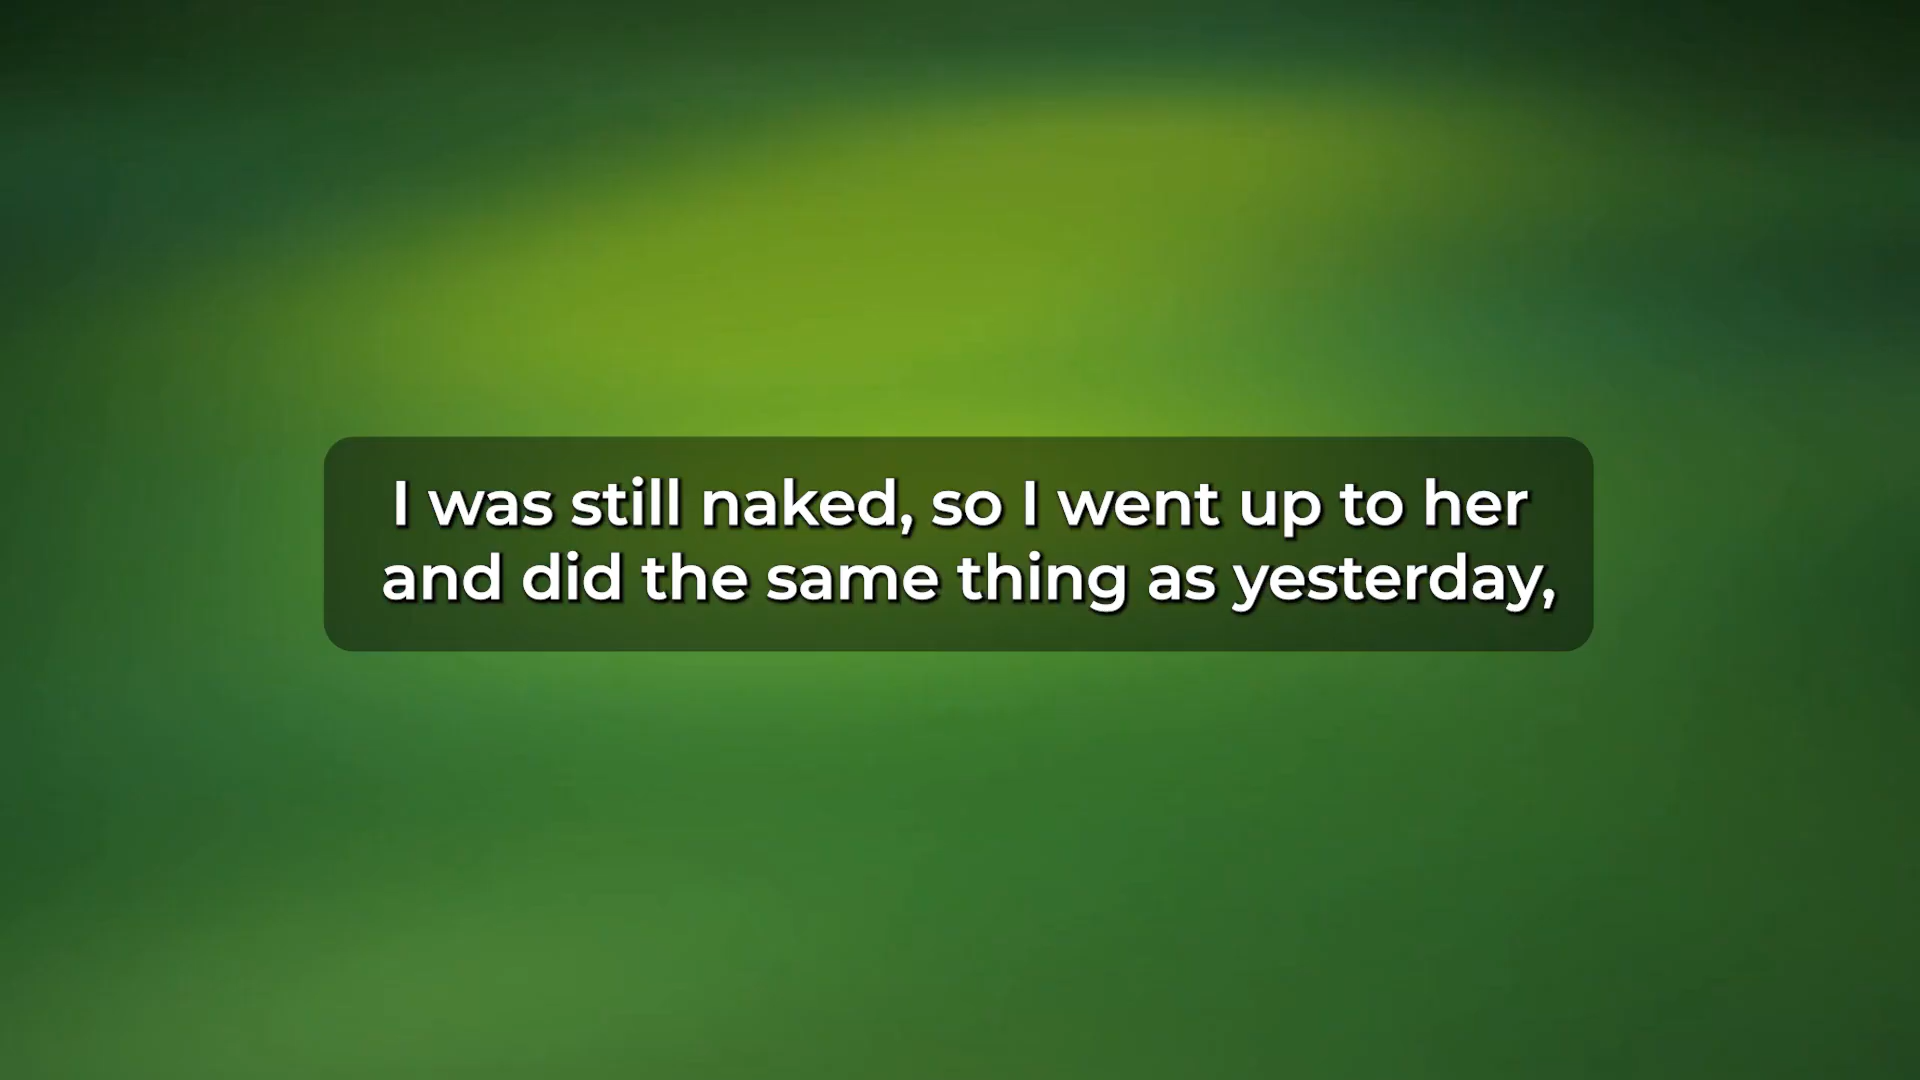 I was still naked, so I went up to her
and did the same thing as yesterday,